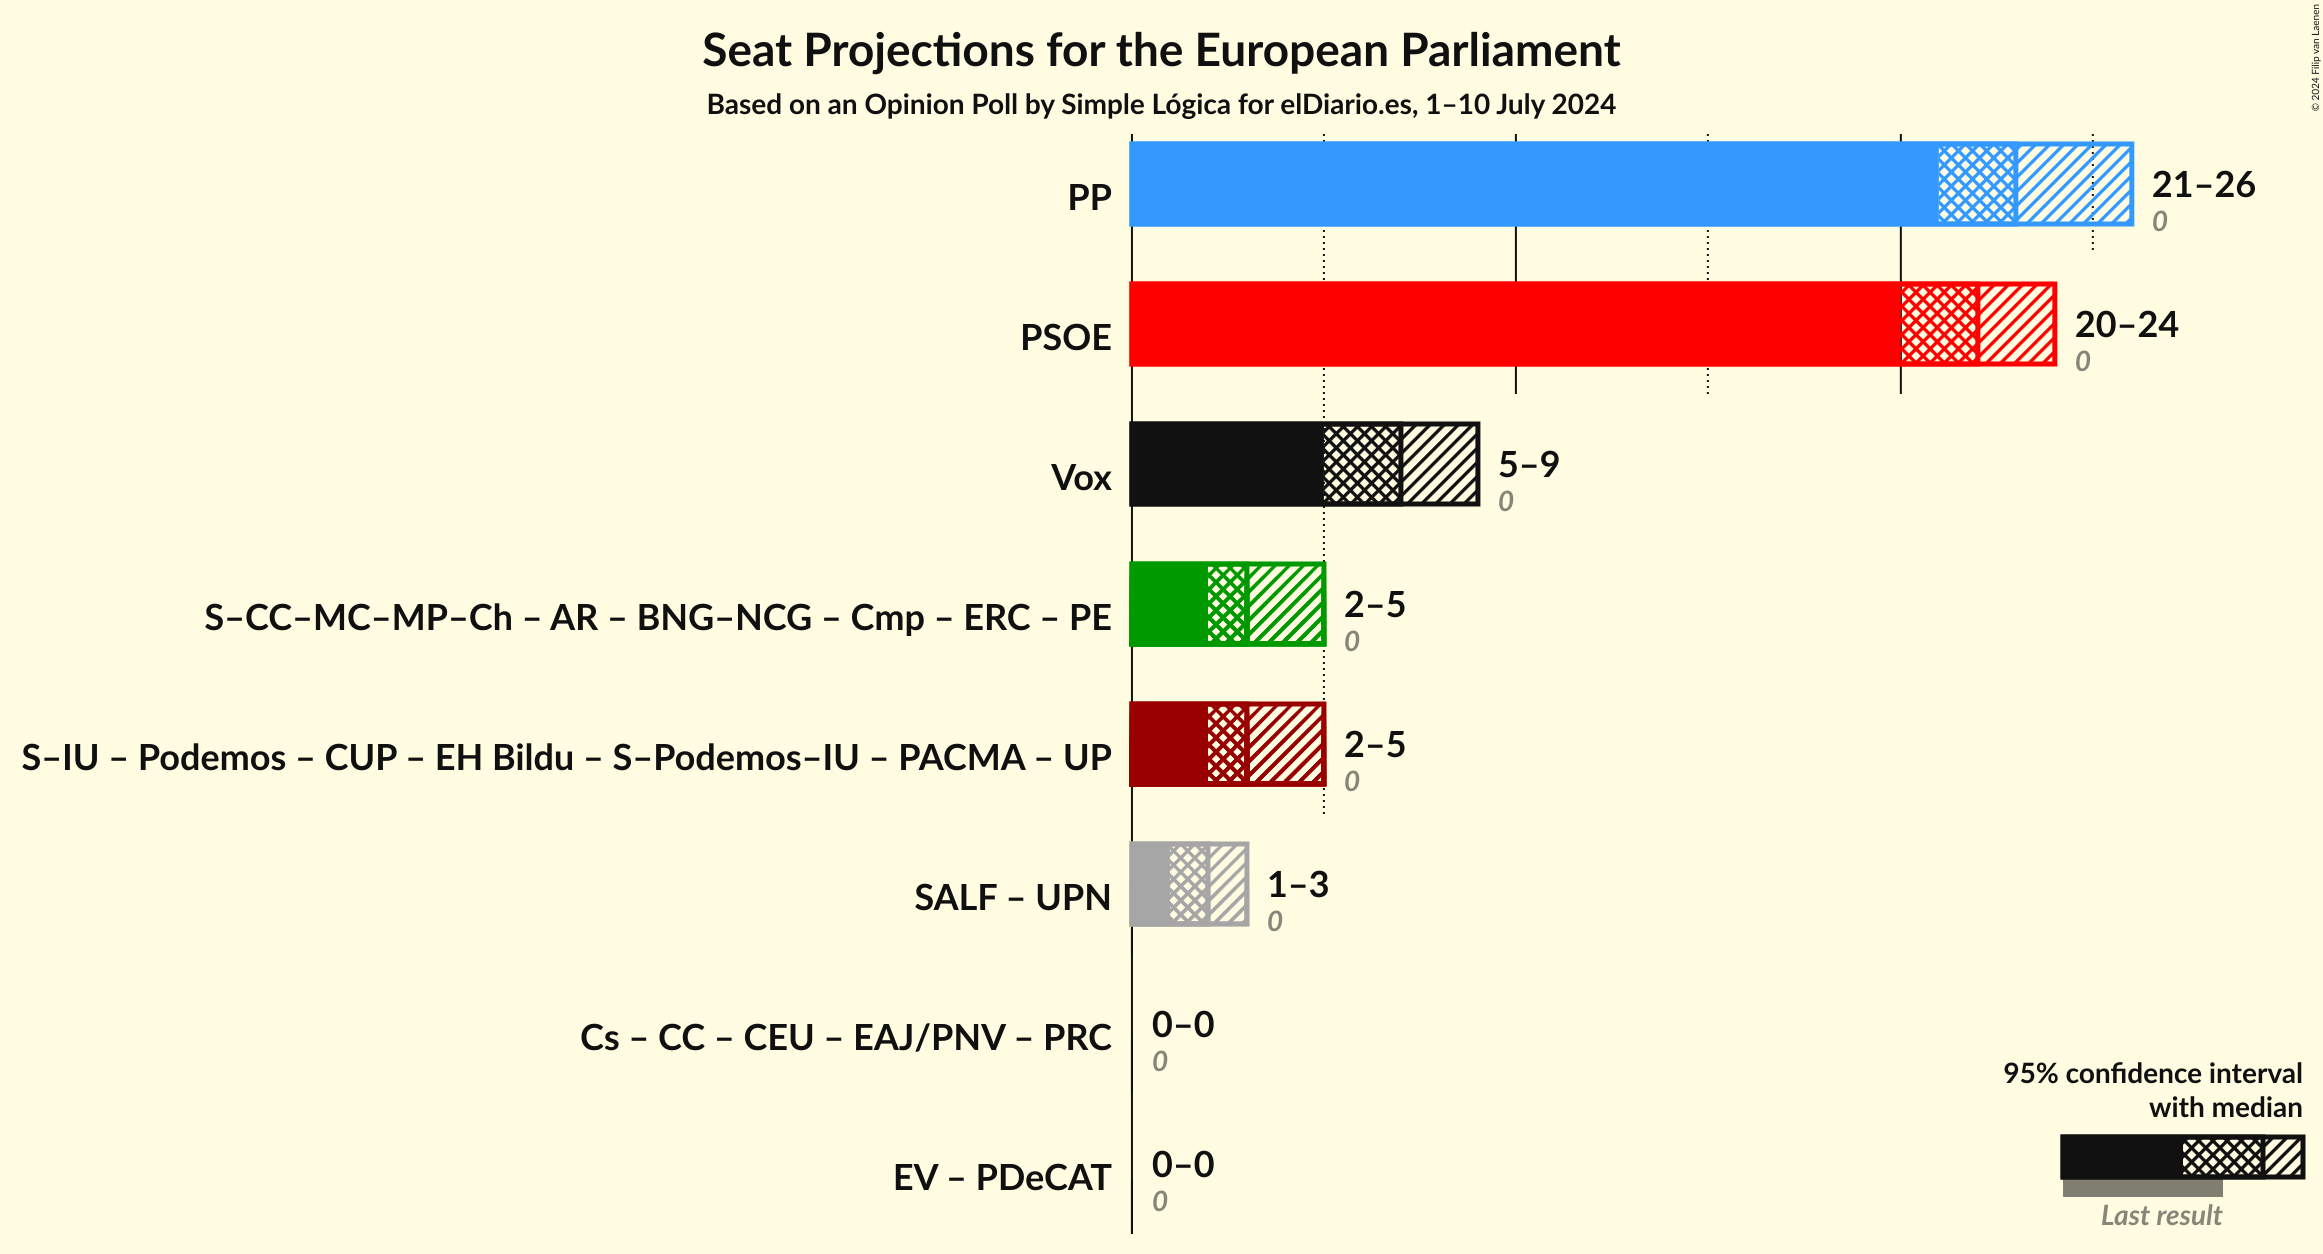 Seat Projections for the European Parliament
Based on an Opinion Poll by Simple Lógica for elDiario.es, 1–10 July 2024
© 2024 Filip van Laenen
PP
21–26
0
PSOE
20–24
0
Vox
5–9
0
S–CC–MC–MP–Ch – AR – BNG–NCG – Cmp – ERC – PE
2–5
0
S–IU – Podemos – CUP – EH Bildu – S–Podemos–IU – PACMA – UP
2–5
0
SALF – UPN
1–3
0
Cs – CC – CEU – EAJ/PNV – PRC
0–0
0
EV – PDeCAT
0–0
0
95% confidence interval
with median
Last result